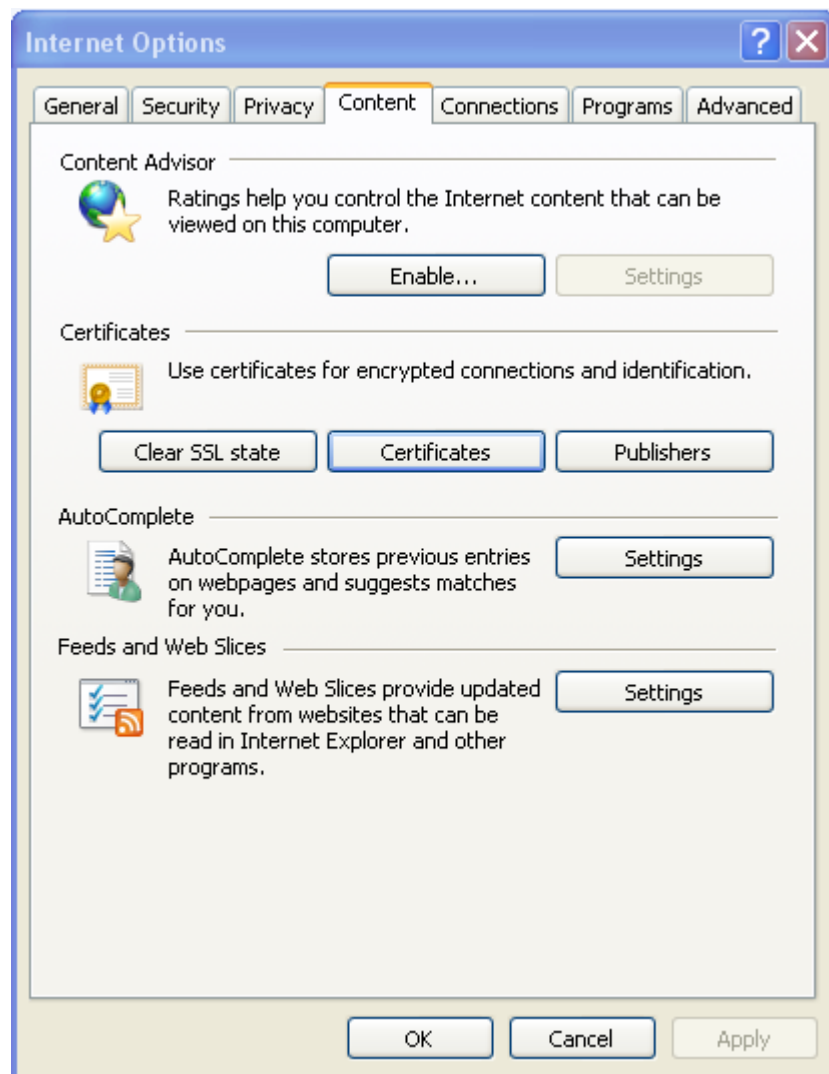 Internet Options
General Security Privacy Content Connections Programs Advanced
Content Advisor
Ratings help you control the Internet content that can be
viewed on this computer.
Enable... Settings
Certificates
Use certificates for encrypted connections and identification.
Clear SSL state Certificates Publishers
AutoComplete
AutoComplete stores previous entries
on webpages and suggests matches
for you.
Settings
Feeds and Web Slices
Feeds and Web Slices provide updated
content from websites that can be
read in Internet Explorer and other
programs.
Settings
OK Cancel Apply